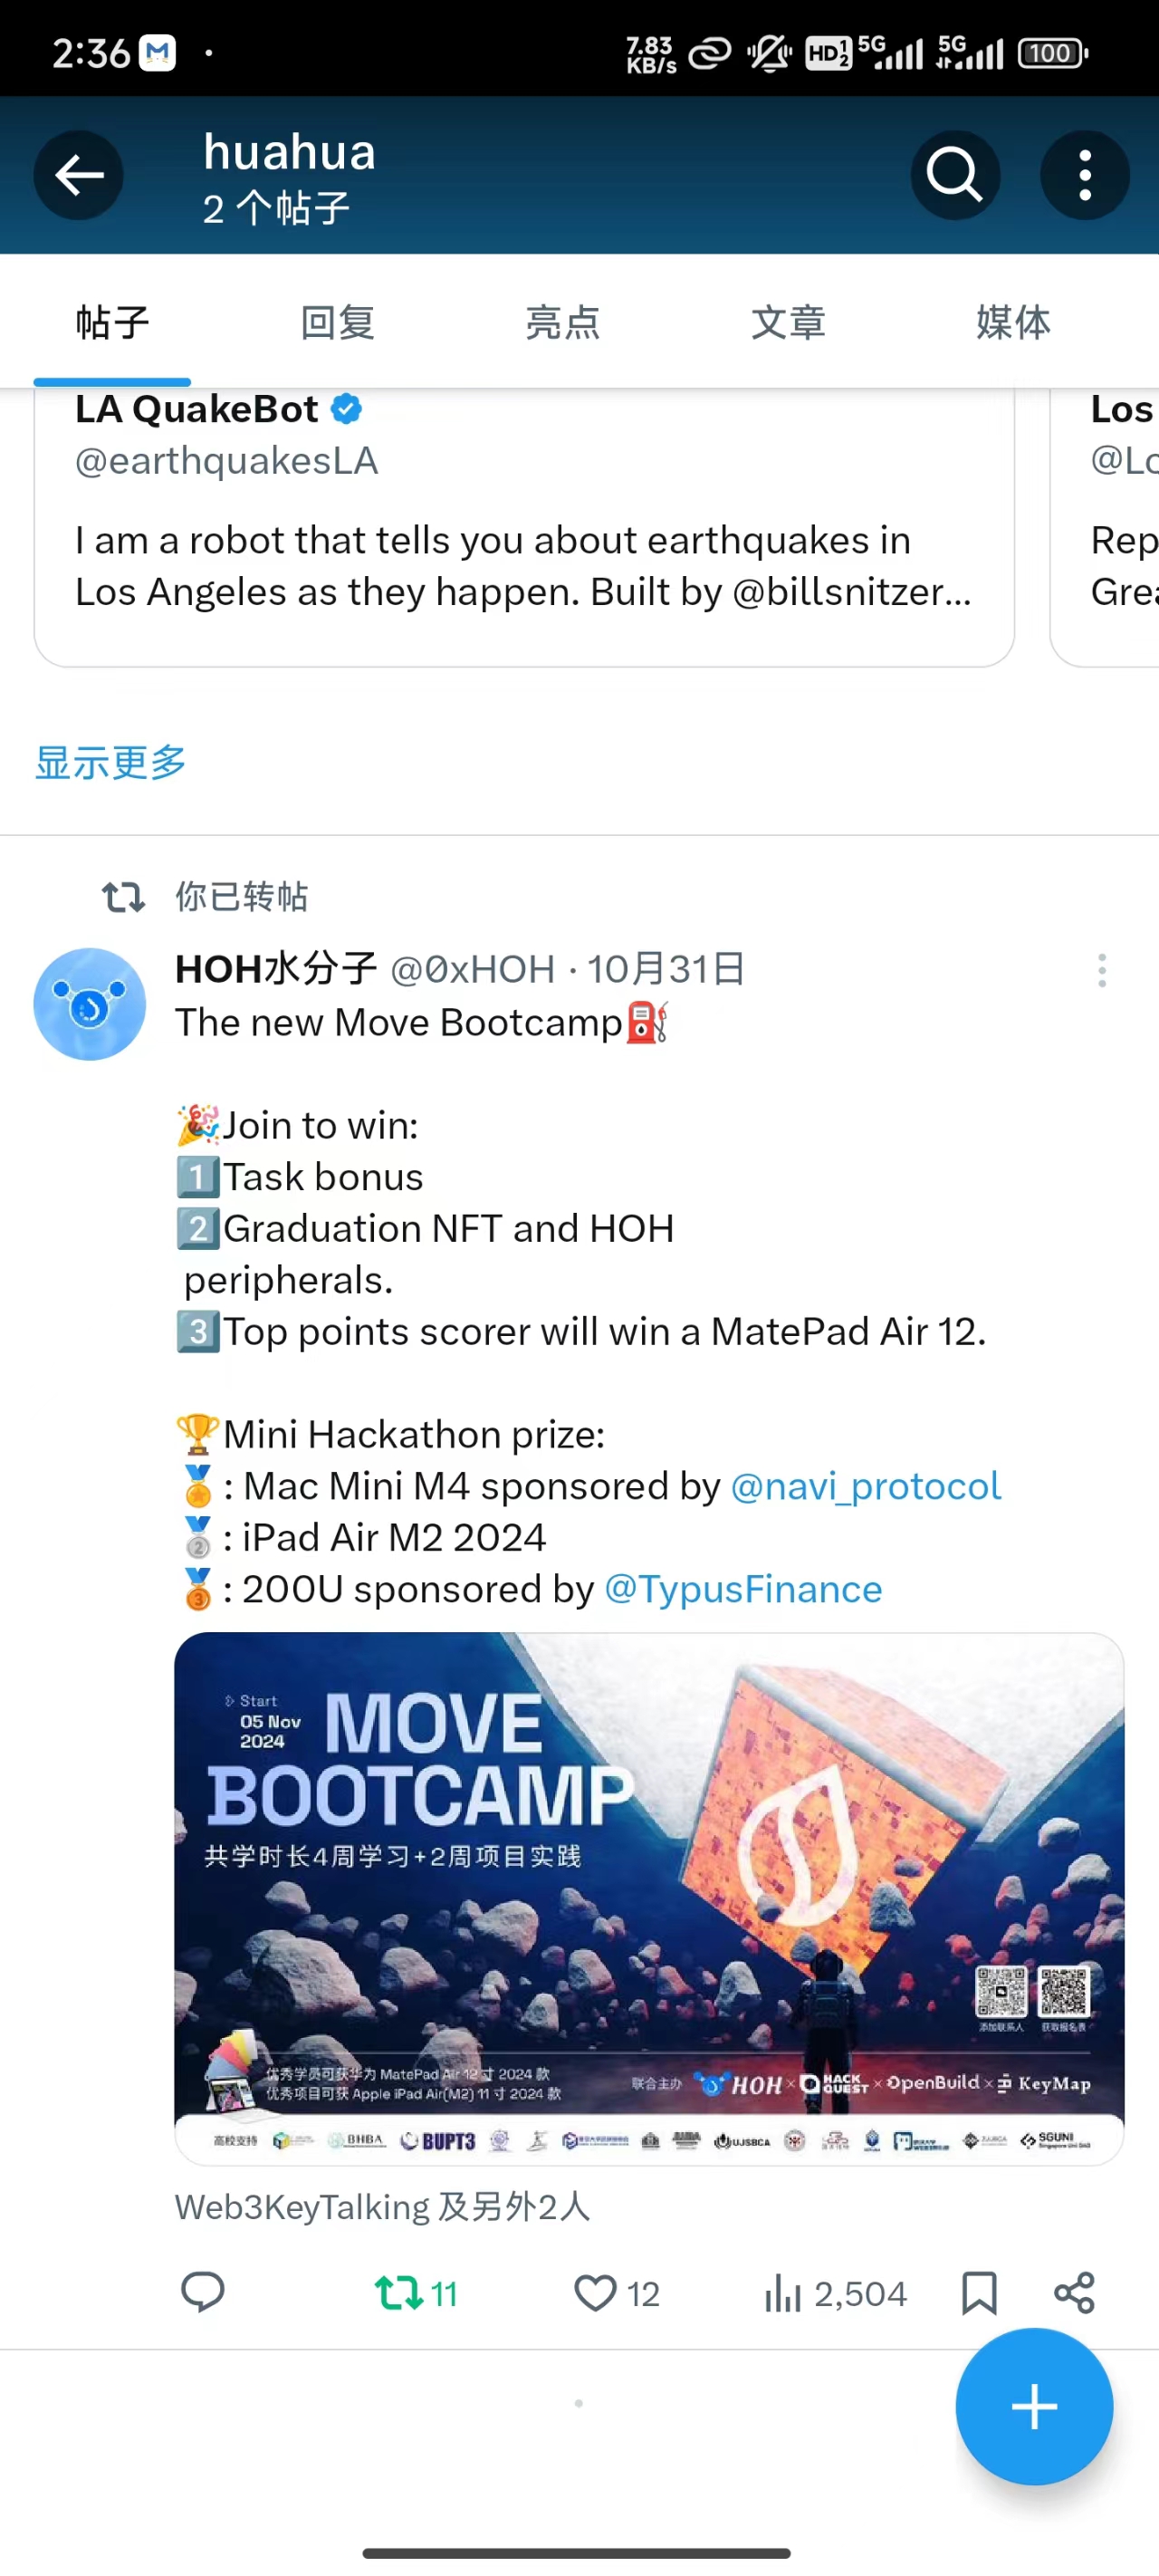 2:36
7.83
KB/s
HD 1 2
5G
5G
100
huahua
2 个帖子
帖子
回复
亮点
文章
媒体
LA QuakeBot
@earthquakesLA
I am a robot that tells you about earthquakes in
Los Angeles as they happen. Built by @billsnitzer...
Los
@Lo
Rep
Grea
显示更多
你已转帖
HOH水分子 @0xHOH · 10月31日
The new Move Bootcamp⛽
🎉Join to win:
1️⃣Task bonus
2️⃣Graduation NFT and HOH
peripherals.
3️⃣Top points scorer will win a MatePad Air 12.
🏆Mini Hackathon prize:
🥇: Mac Mini M4 sponsored by @navi_protocol
🥈: iPad Air M2 2024
🥉: 200U sponsored by @TypusFinance
Start
05 Nov
2024
MOVE
BOOTCAMP
共学时长4周学习+2周项目实践
添加联系人
获取报名表
优秀学员可获华为 MatePad Air 12 寸 2024 款
优秀项目可获 Apple iPad Air(M2) 11 寸 2024 款
联合主办
HOH × HACK QUEST × OpenBuild × KeyMap
高校支持
BHBA
BUPT3
UJSBCA
SGUNI
Web3KeyTalking 及另外2人
11
12
2,504